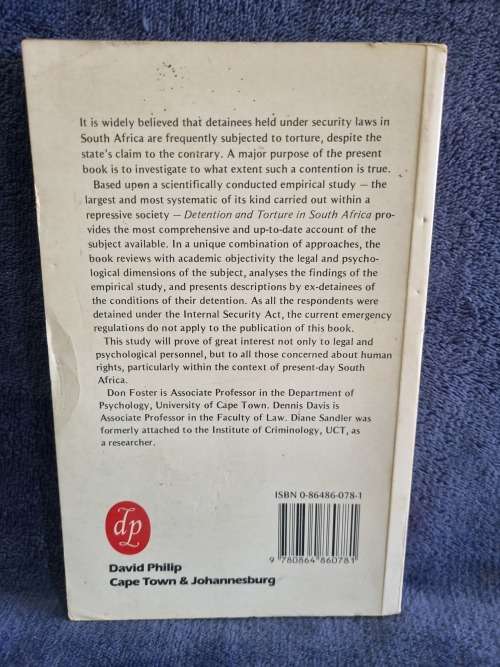 It is widely believed that detainees held under security laws in
South Africa are frequently subjected to torture, despite the
state's claim to the contrary. A major purpose of the present
book is to investigate to what extent such a contention is true.
Based upon a scientifically conducted empirical study — the
largest and most systematic of its kind carried out within a
repressive society — Detention and Torture in South Africa pro-
vides the most comprehensive and up-to-date account of the
subject available. In a unique combination of approaches, the
book reviews with academic objectivity the legal and psycho-
logical dimensions of the subject, analyses the findings of the
empirical study, and presents descriptions by ex-detainees of
the conditions of their detention. As all the respondents were
detained under the Internal Security Act, the current emergency
regulations do not apply to the publication of this book.
This study will prove of great interest not only to legal and
psychological personnel, but to all those concerned about human
rights, particularly within the context of present-day South
Africa.
Don Foster is Associate Professor in the Department of
Psychology, University of Cape Town. Dennis Davis is
Associate Professor in the Faculty of Law. Diane Sandler was
formerly attached to the Institute of Criminology, UCT, as
a researcher.
ISBN 0-86486-078-1
9 780864 860781
dp
David Philip
Cape Town & Johannesburg